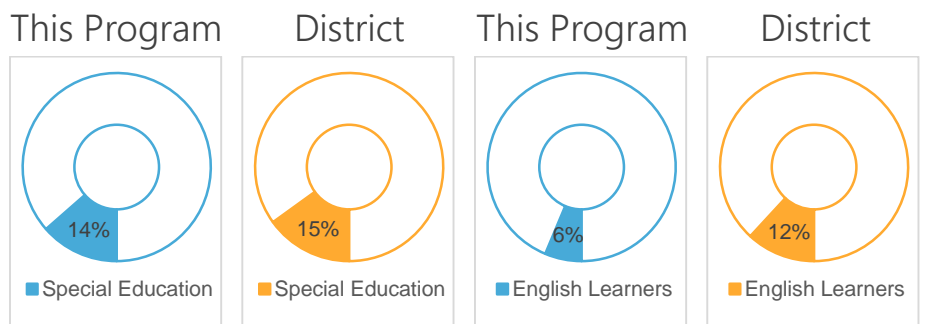 This Program
District
This Program
District
14%
15%
6%
12%
Special Education
Special Education
English Learners
English Learners